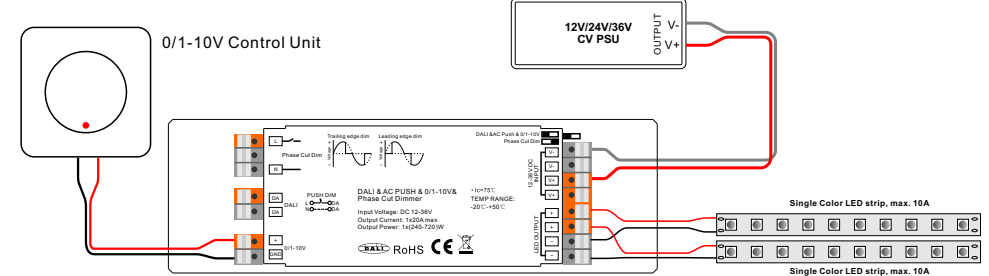 0/1-10V Control Unit
12V/24V/36V
CV PSU
OUTPUT
V-
V+
Trailing edge dim
Leading edge dim
L
Phase Cut Dim
N
DALI &AC Push & 0/1-10V
Phase Cut Dim
12-36V DC
INPUT
V-
V-
V+
V+
DA
DA
DALI
PUSH DIM
L DA
N DA
DALI & AC PUSH & 0/1-10V&
Phase Cut Dimmer
Input Voltage: DC 12-36V
Output Current: 1x20A max
Output Power: 1x(240-720)W
• tc=75℃
TEMP RANGE:
-20℃-+50℃
LED OUTPUT
+
+
−
−
+
GND
0/1-10V
DALI
RoHS
CE
Single Color LED strip, max. 10A
Single Color LED strip, max. 10A